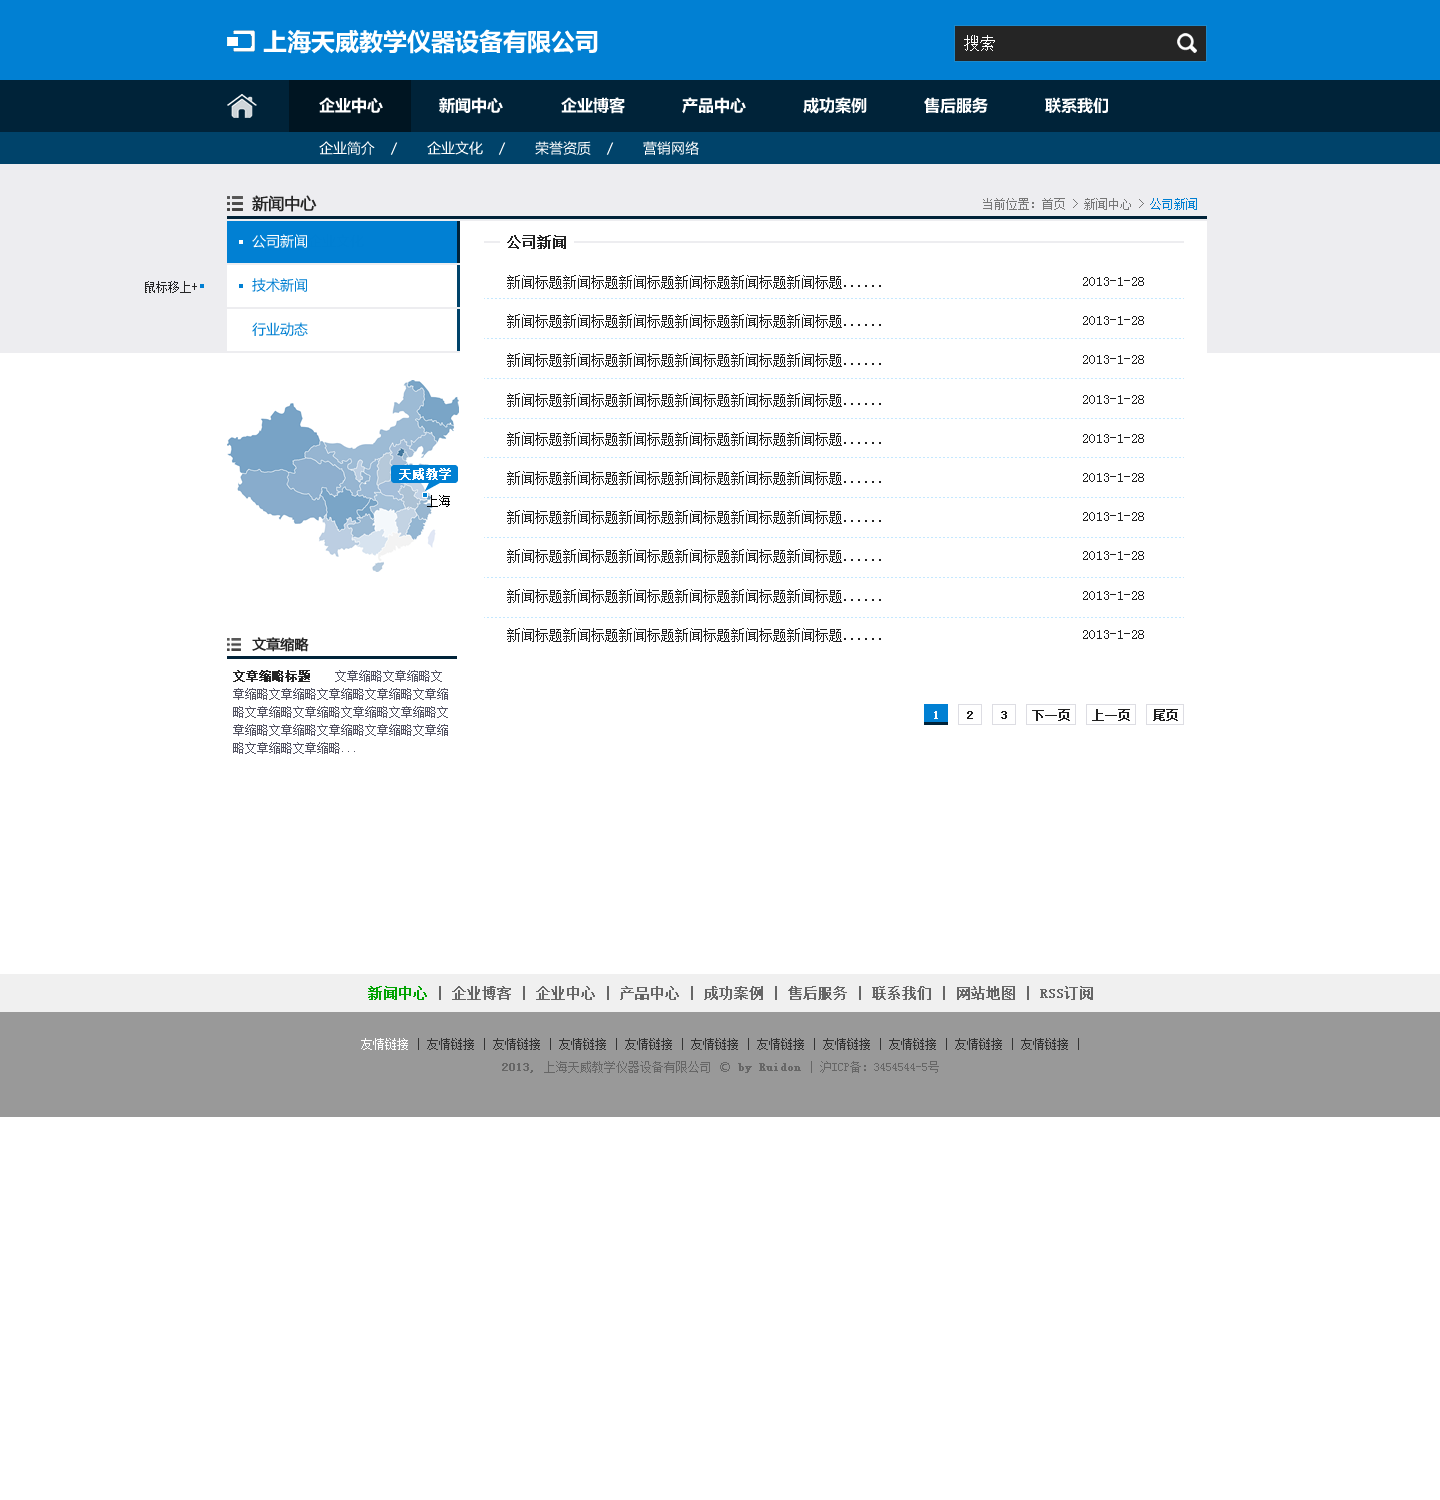 上海天威教学仪器设备有限公司
搜索
企业中心 新闻中心 企业博客 产品中心 成功案例 售后服务 联系我们
企业简介 / 企业文化 / 荣誉资质 / 营销网络
新闻中心
当前位置: 首页 > 新闻中心 > 公司新闻
公司新闻
技术新闻
行业动态
鼠标移上+
公司新闻
新闻标题新闻标题新闻标题新闻标题新闻标题新闻标题...... 2013-1-28
新闻标题新闻标题新闻标题新闻标题新闻标题新闻标题...... 2013-1-28
新闻标题新闻标题新闻标题新闻标题新闻标题新闻标题...... 2013-1-28
新闻标题新闻标题新闻标题新闻标题新闻标题新闻标题...... 2013-1-28
新闻标题新闻标题新闻标题新闻标题新闻标题新闻标题...... 2013-1-28
新闻标题新闻标题新闻标题新闻标题新闻标题新闻标题...... 2013-1-28
新闻标题新闻标题新闻标题新闻标题新闻标题新闻标题...... 2013-1-28
新闻标题新闻标题新闻标题新闻标题新闻标题新闻标题...... 2013-1-28
新闻标题新闻标题新闻标题新闻标题新闻标题新闻标题...... 2013-1-28
新闻标题新闻标题新闻标题新闻标题新闻标题新闻标题...... 2013-1-28
天威教学
上海
文章缩略
文章缩略标题 文章缩略文章缩略文
章缩略文章缩略文章缩略文章缩略文章缩
略文章缩略文章缩略文章缩略文章缩略文
章缩略文章缩略文章缩略文章缩略文章缩
略文章缩略文章缩略...
1 2 3 下一页 上一页 尾页
新闻中心 | 企业博客 | 企业中心 | 产品中心 | 成功案例 | 售后服务 | 联系我们 | 网站地图 | RSS订阅
友情链接 | 友情链接 | 友情链接 | 友情链接 | 友情链接 | 友情链接 | 友情链接 | 友情链接 | 友情链接 | 友情链接 | 友情链接 |
2013, 上海天威教学仪器设备有限公司 © by Ruidon | 沪ICP备: 3454544-5号